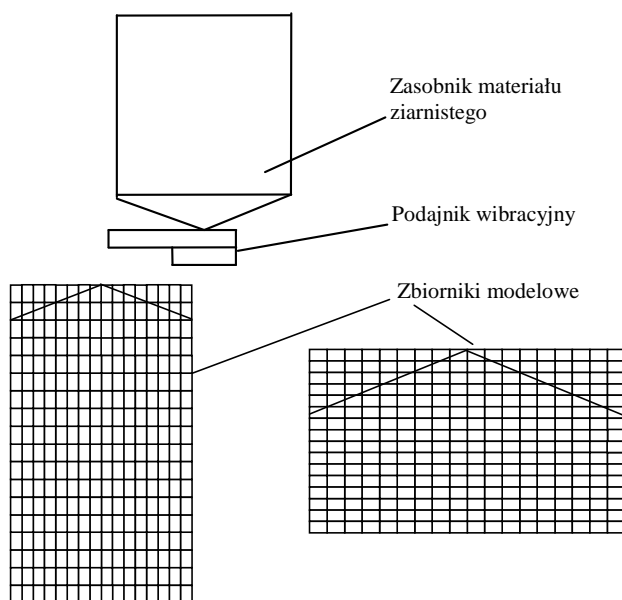 Zasobnik materiału
ziarnistego
Podajnik wibracyjny
Zbiorniki modelowe